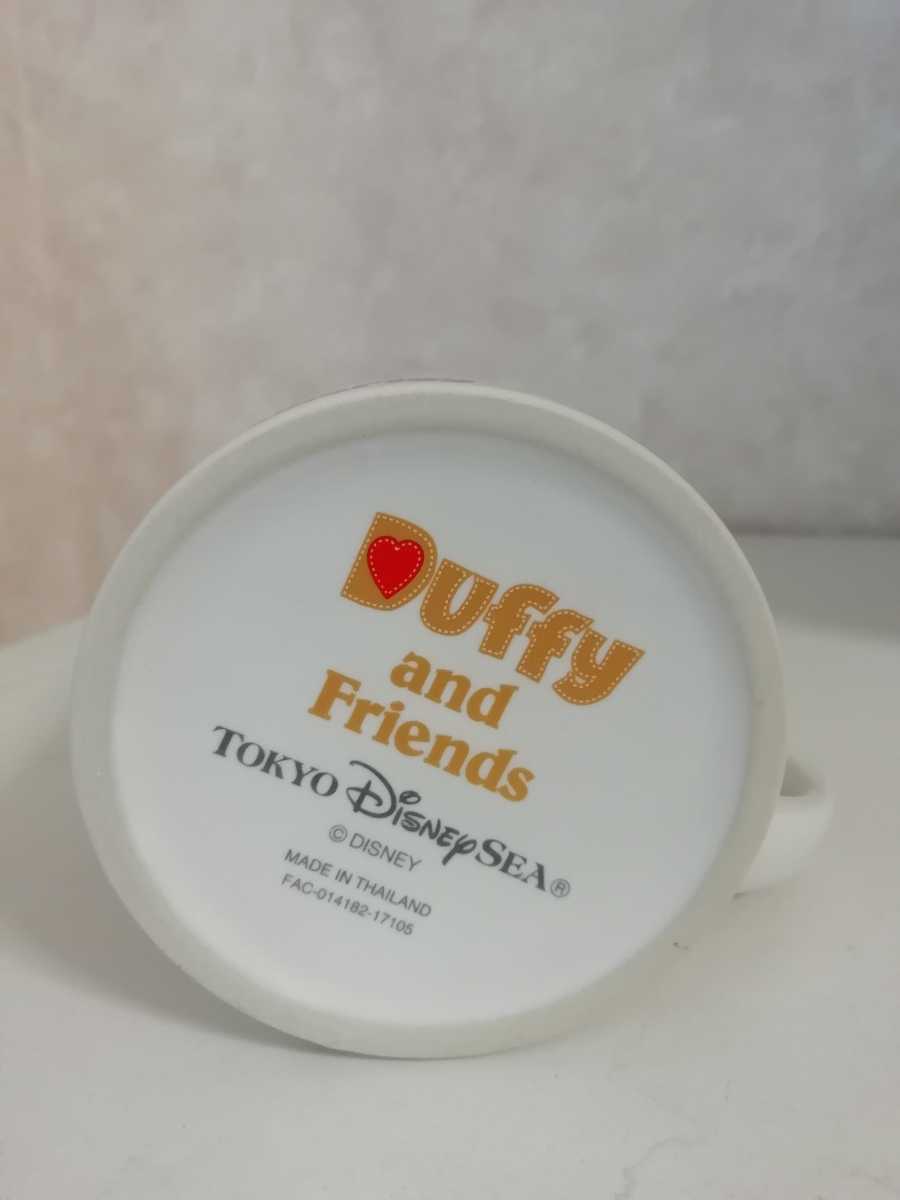 Duffy
and
Friends
TOKYO DISNEYSEA®
© DISNEY
MADE IN THAILAND
FAC-014182-17105